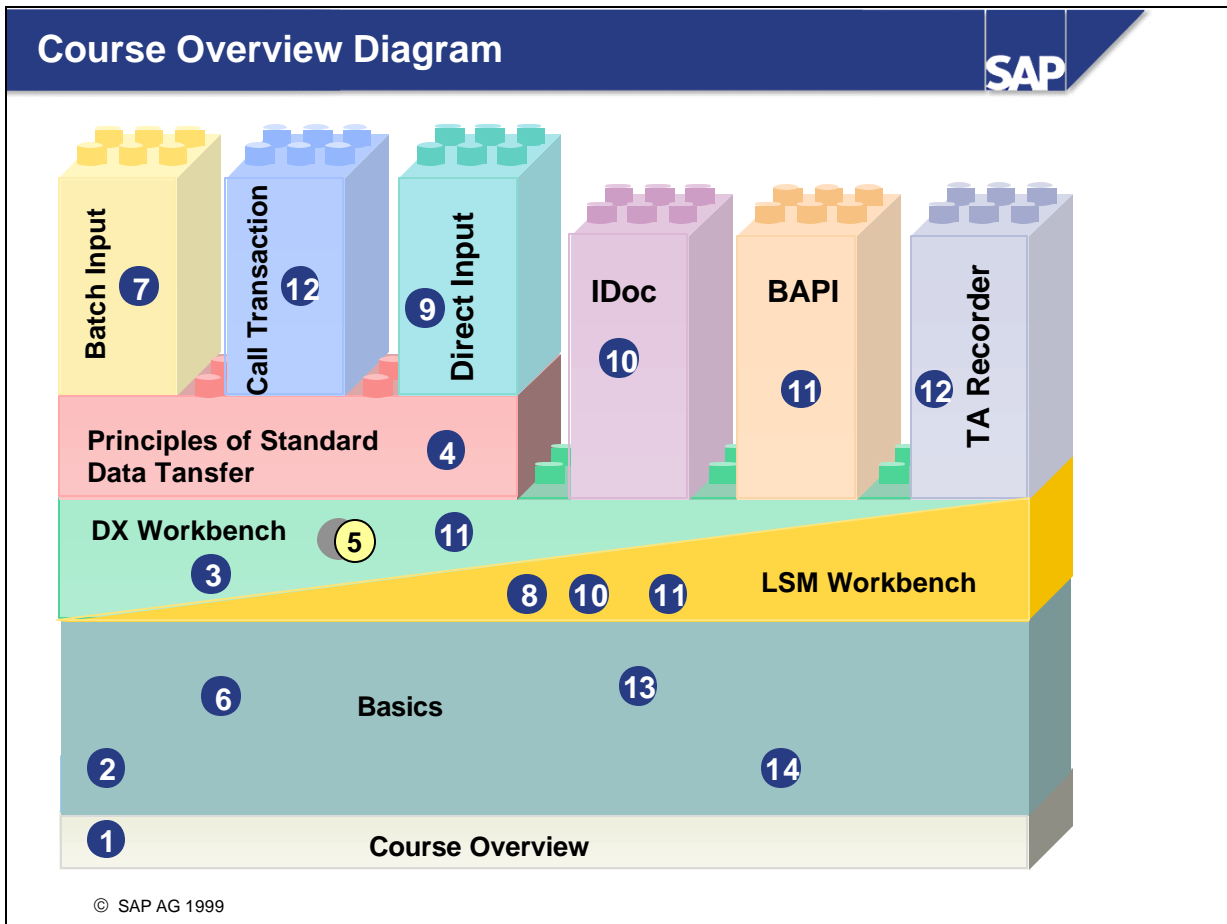 Course Overview Diagram
SAP
Batch Input
7
Call Transaction
12
Direct Input
9
IDoc
10
BAPI
11
TA Recorder
12
Principles of Standard
Data Tansfer
4
DX Workbench
5
11
3
8
10
11
LSM Workbench
6
Basics
13
2
14
1
Course Overview
© SAP AG 1999